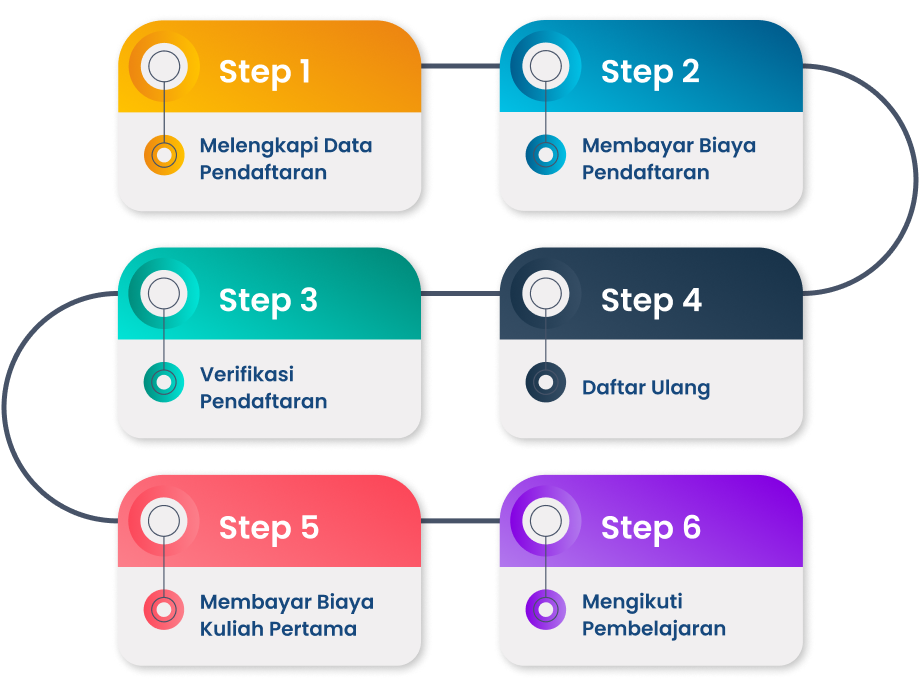 Step 1
Melengkapi Data
Pendaftaran
Step 2
Membayar Biaya
Pendaftaran
Step 3
Verifikasi
Pendaftaran
Step 4
Daftar Ulang
Step 5
Membayar Biaya
Kuliah Pertama
Step 6
Mengikuti
Pembelajaran